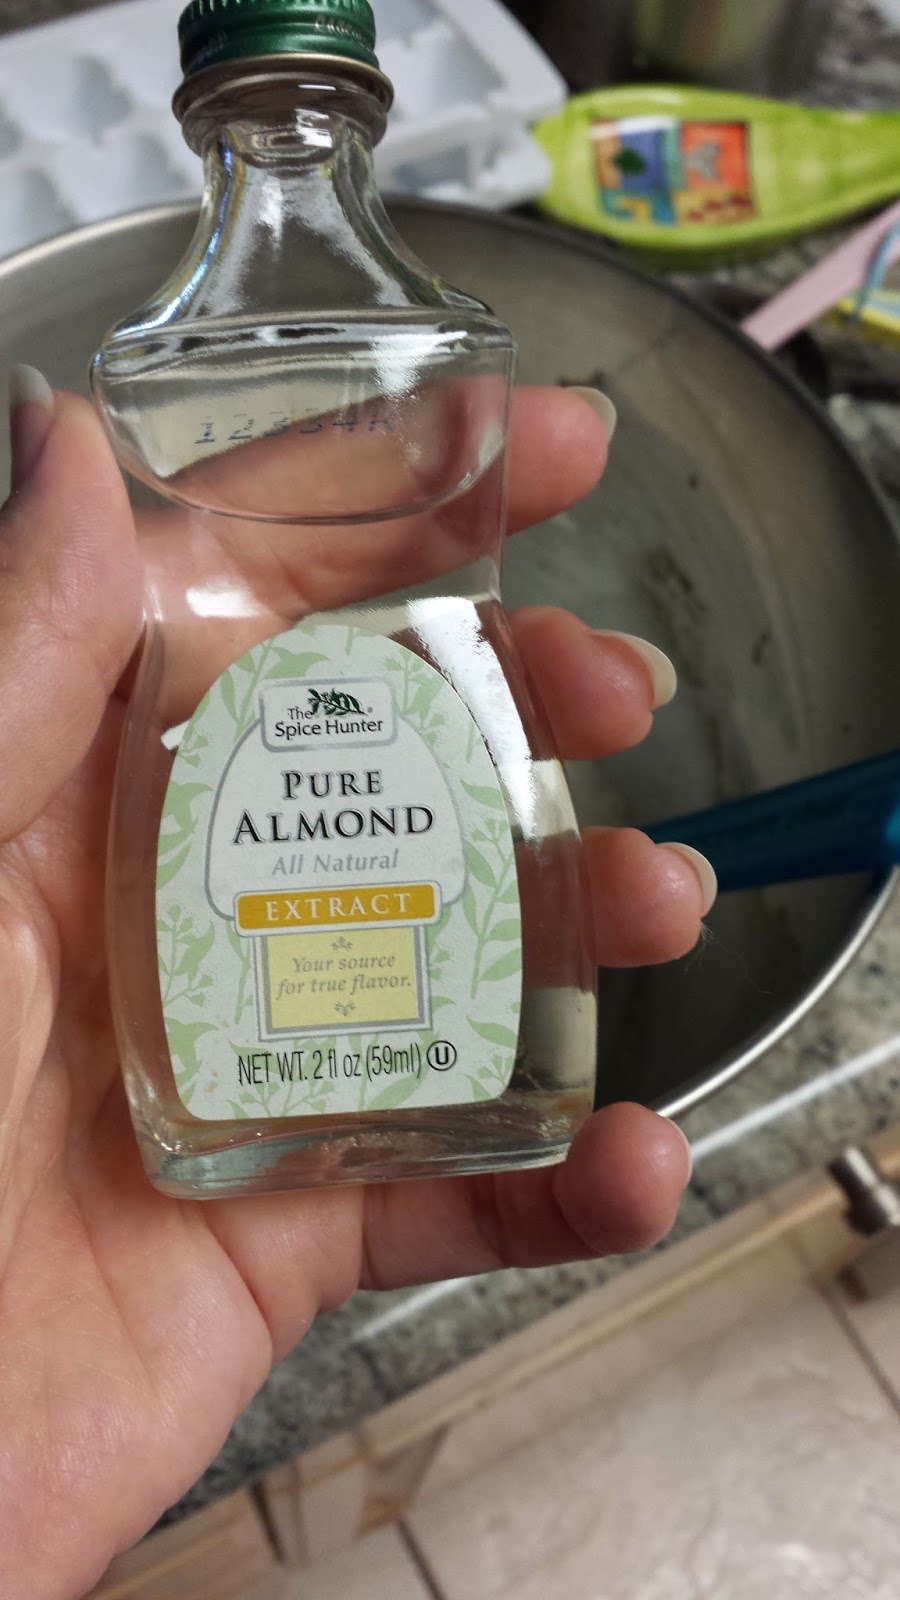 The
Spice Hunter®
PURE
ALMOND
All Natural
EXTRACT
Your source
for true flavor.
NET WT. 2 fl oz (59ml) Ⓤ